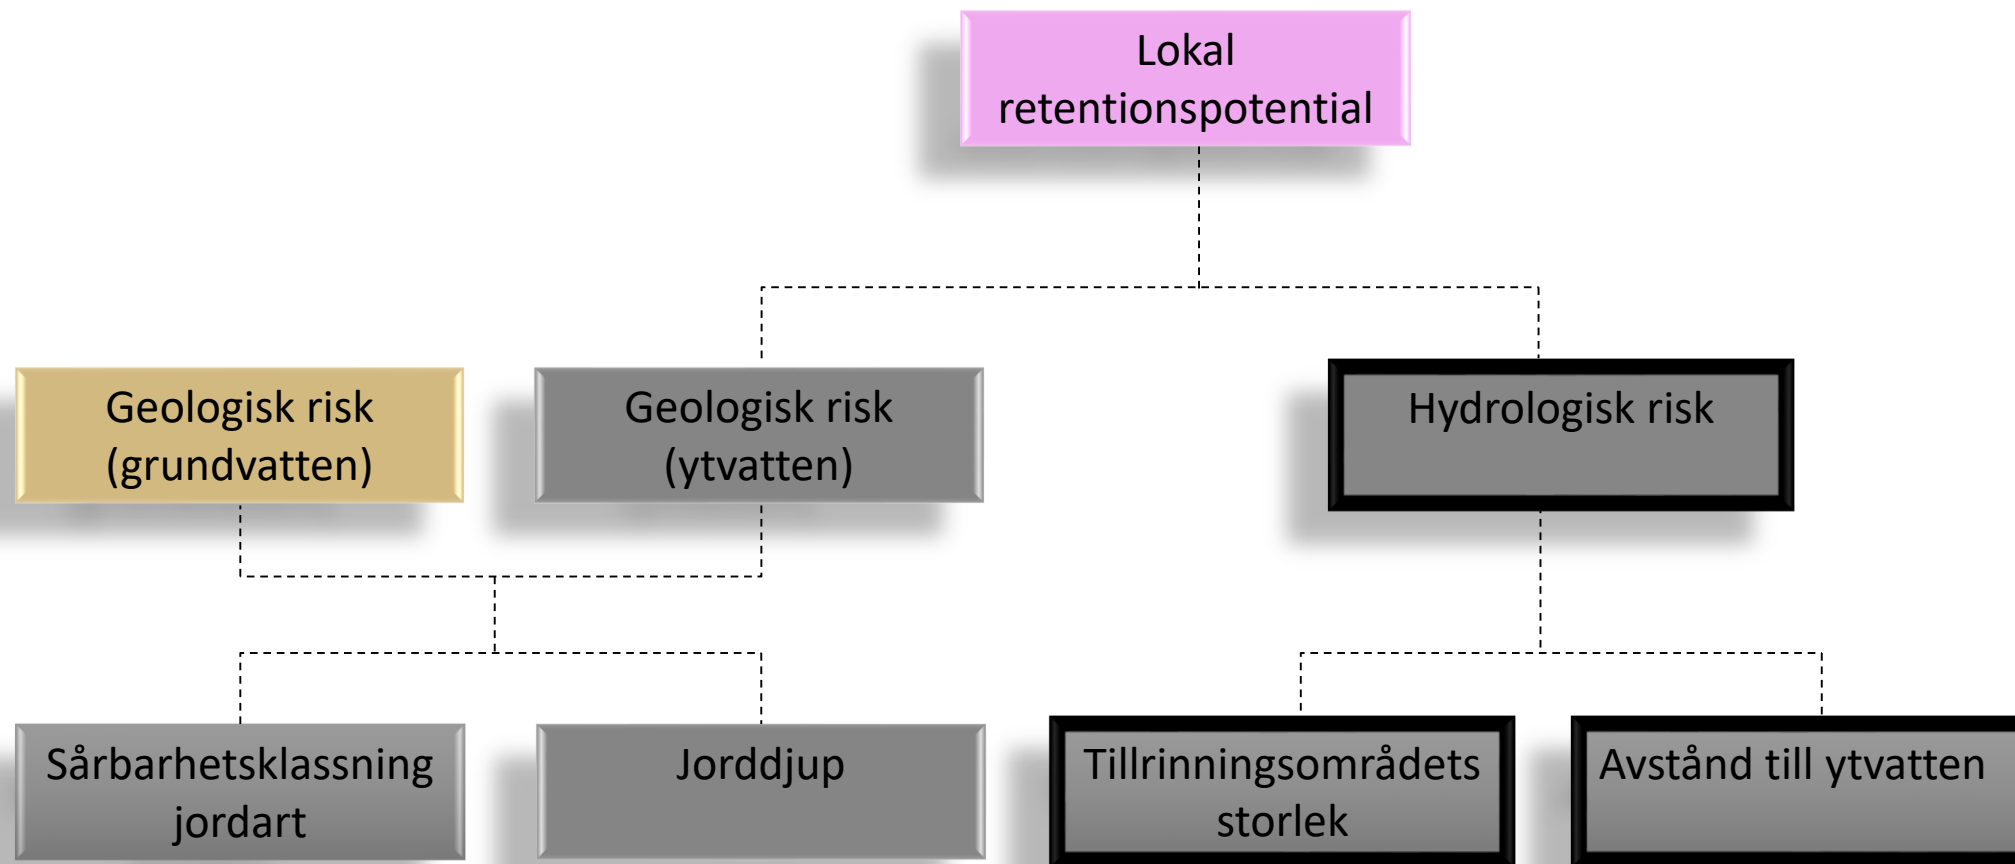 Lokal
retentionspotential
Geologisk risk
(grundvatten)
Geologisk risk
(ytvatten)
Hydrologisk risk
Sårbarhetsklassning
jordart
Jorddjup
Tillrinningsområdets
storlek
Avstånd till ytvatten